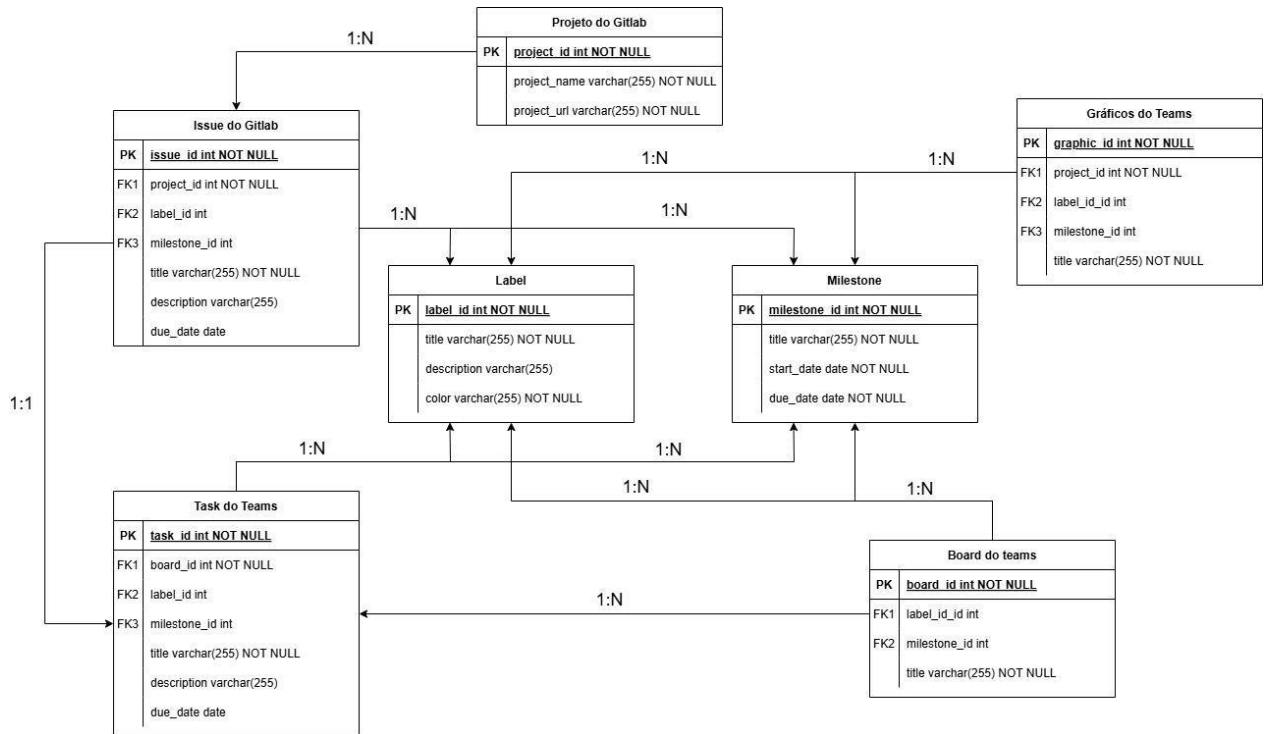 Projeto do Gitlab
PK project_id int NOT NULL
project_name varchar(255) NOT NULL
project_url varchar(255) NOT NULL
1:N
Issue do Gitlab
PK issue_id int NOT NULL
FK1 project_id int NOT NULL
FK2 label_id int
FK3 milestone_id int
title varchar(255) NOT NULL
description varchar(255)
due_date date
Gráficos do Teams
PK graphic_id int NOT NULL
FK1 project_id int NOT NULL
FK2 label_id_id int
FK3 milestone_id int
title varchar(255) NOT NULL
1:N
1:N
1:N
1:N
Label
PK label_id int NOT NULL
title varchar(255) NOT NULL
description varchar(255)
color varchar(255) NOT NULL
Milestone
PK milestone_id int NOT NULL
title varchar(255) NOT NULL
start_date date NOT NULL
due_date date NOT NULL
1:1
1:N
1:N
1:N
1:N
Task do Teams
PK task_id int NOT NULL
FK1 board_id int NOT NULL
FK2 label_id int
FK3 milestone_id int
title varchar(255) NOT NULL
description varchar(255)
due_date date
1:N
Board do teams
PK board_id int NOT NULL
FK1 label_id_id int
FK2 milestone_id int
title varchar(255) NOT NULL